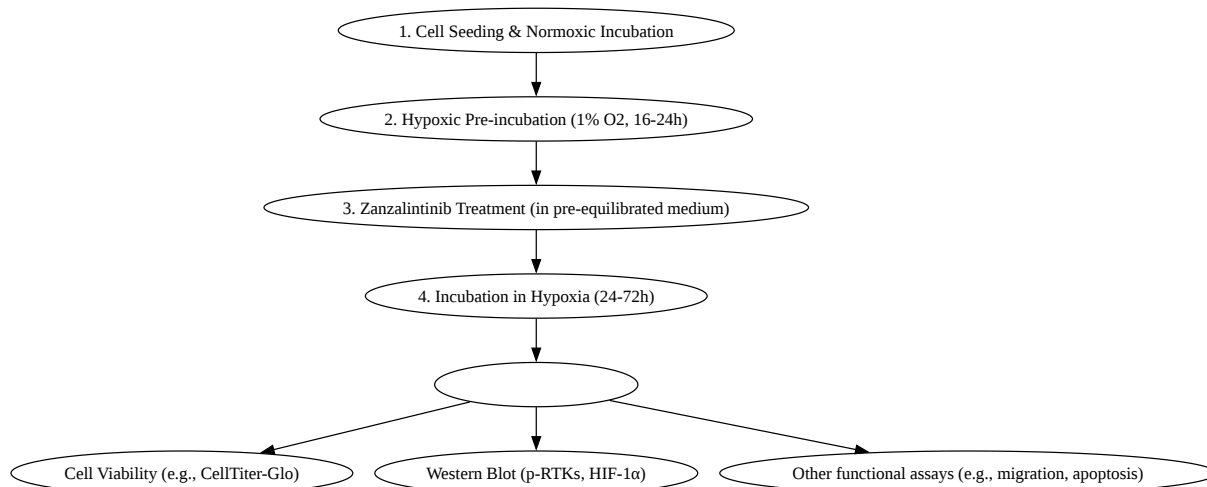 1. Cell Seeding & Normoxic Incubation
2. Hypoxic Pre-incubation (1% O2, 16-24h)
3. Zanzalintinib Treatment (in pre-equilibrated medium)
4. Incubation in Hypoxia (24-72h)
Cell Viability (e.g., CellTiter-Glo)
Western Blot (p-RTKs, HIF-1α)
Other functional assays (e.g., migration, apoptosis)